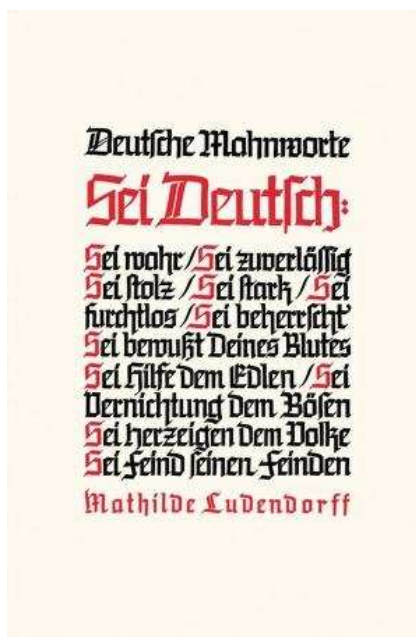 Deutsche Mahnworte
Sei Deutsch:
Sei wahr / Sei zuverlässig
Sei stolz / Sei stark / Sei
furchtlos / Sei beherrscht
Sei bewußt Deines Blutes
Sei Hilfe dem Edlen / Sei
Vernichtung dem Bösen
Sei herzeigen dem Volke
Sei Feind seinen Feinden
Mathilde Ludendorff